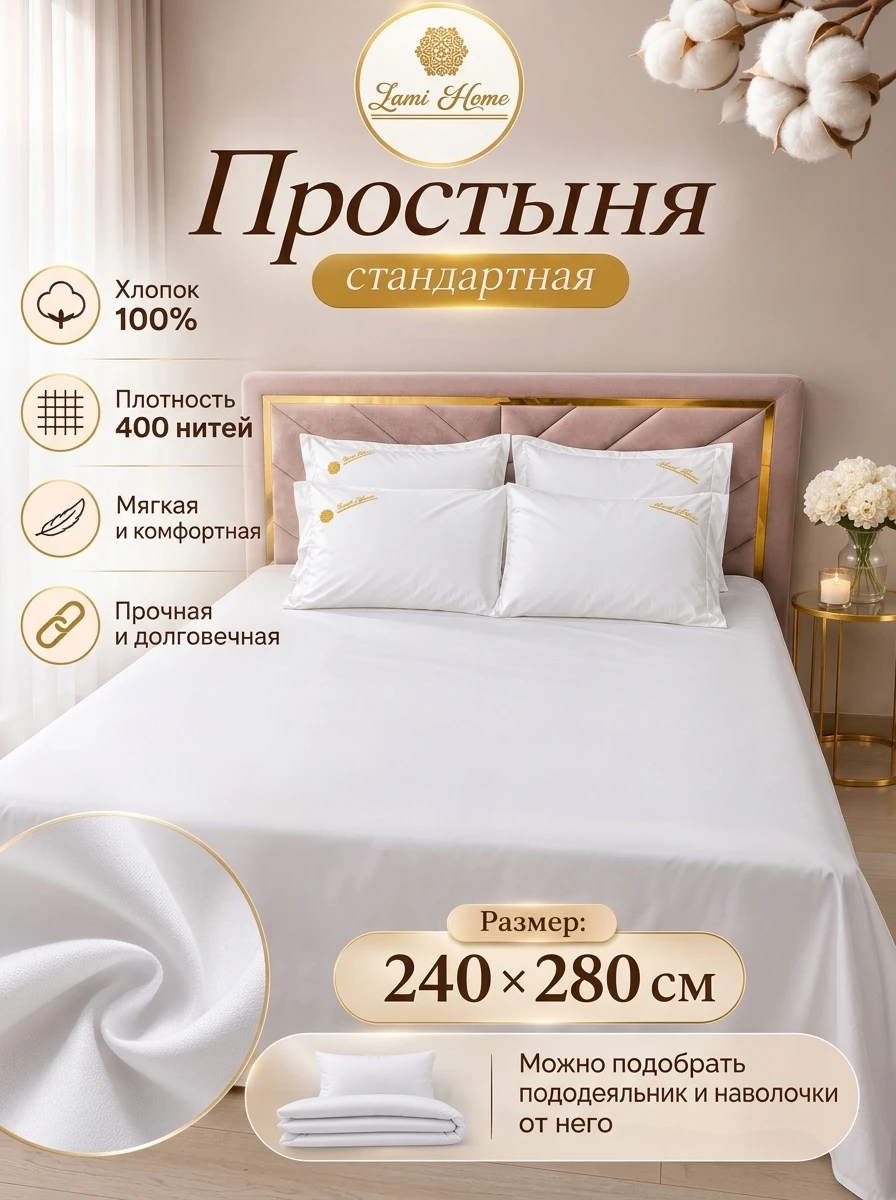 Lami Home
Простыня
стандартная
Хлопок
100%
Плотность
400 нитей
Мягкая
и комфортная
Прочная
и долговечная
Размер:
240 × 280 см
Можно подобрать
пододеяльник и наволочки
от него